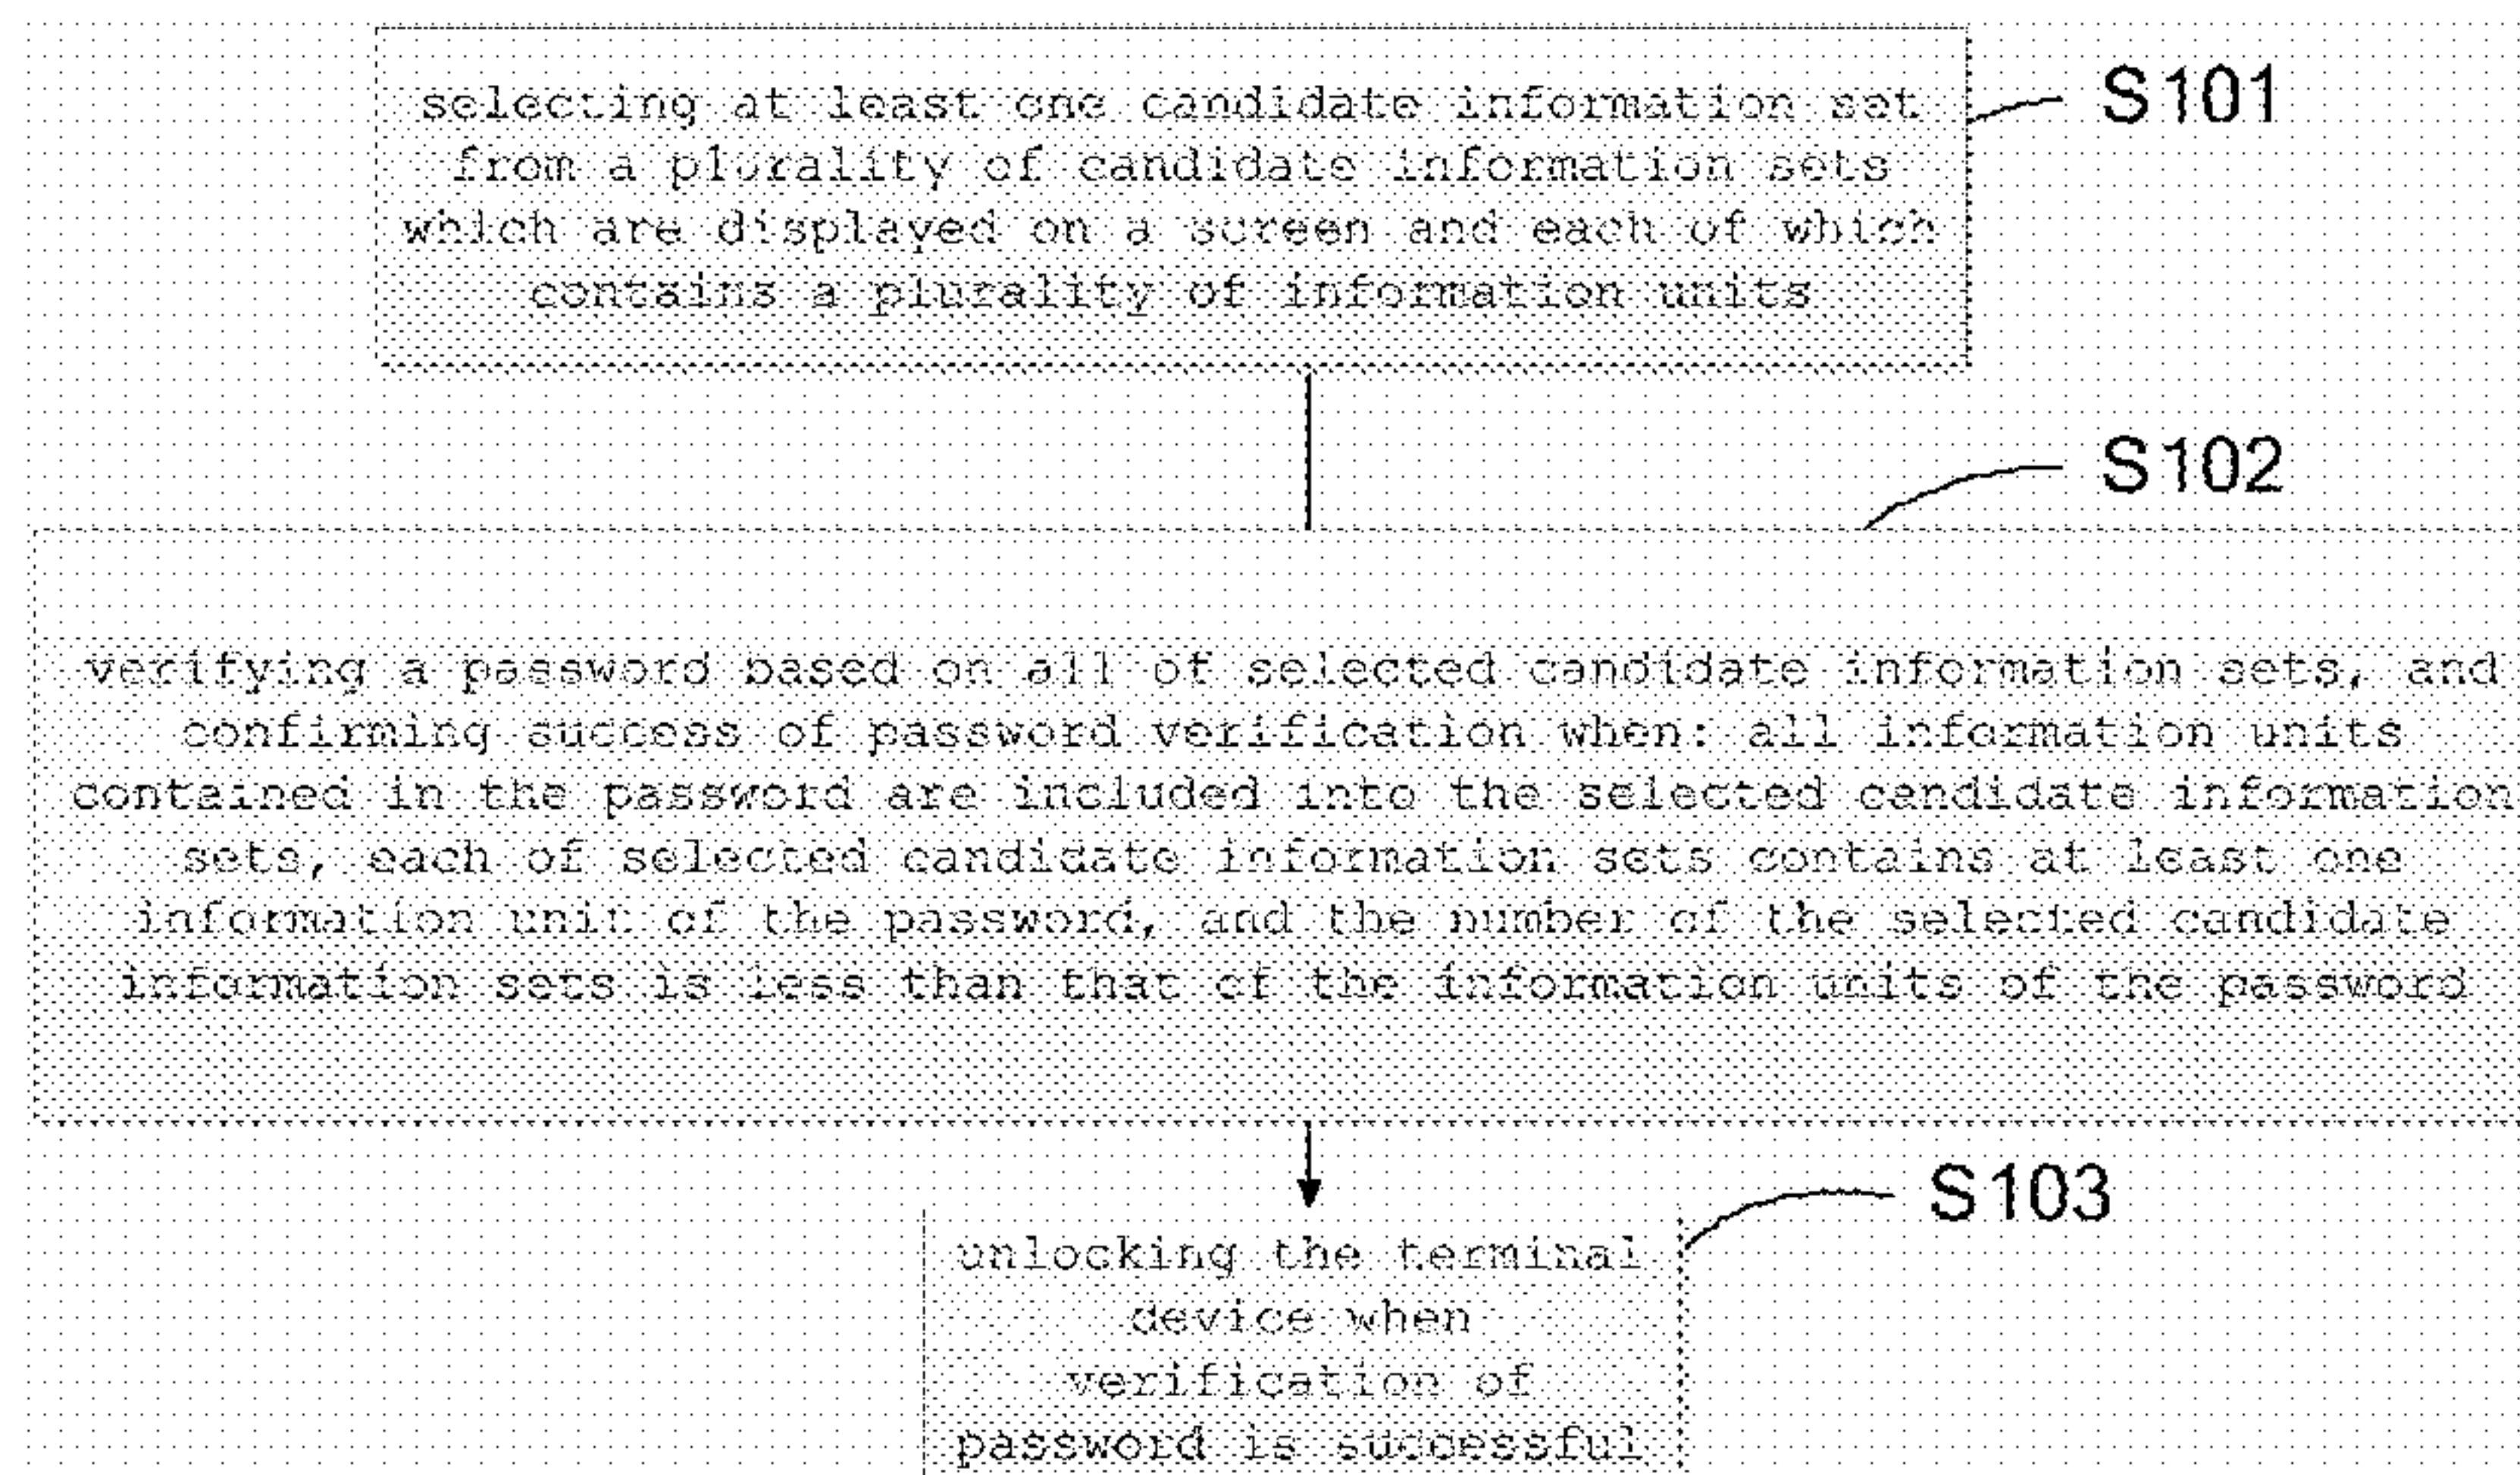 selecting at least one candidate information set
S101
from a plurality of candidate information sets
which are displayed on a screen and each of which
contains a plurality of information units
S102
verifying a password based on all of selected candidate information sets, and
confirming success of password verification when: all information units
contained in the password are included into the selected candidate information
sets, each of selected candidate information sets contains at least one
information unit of the password, and the number of the selected candidate
information sets is less than that of the information units of the password
S103
unlocking the terminal
device when
verification of
password is successful